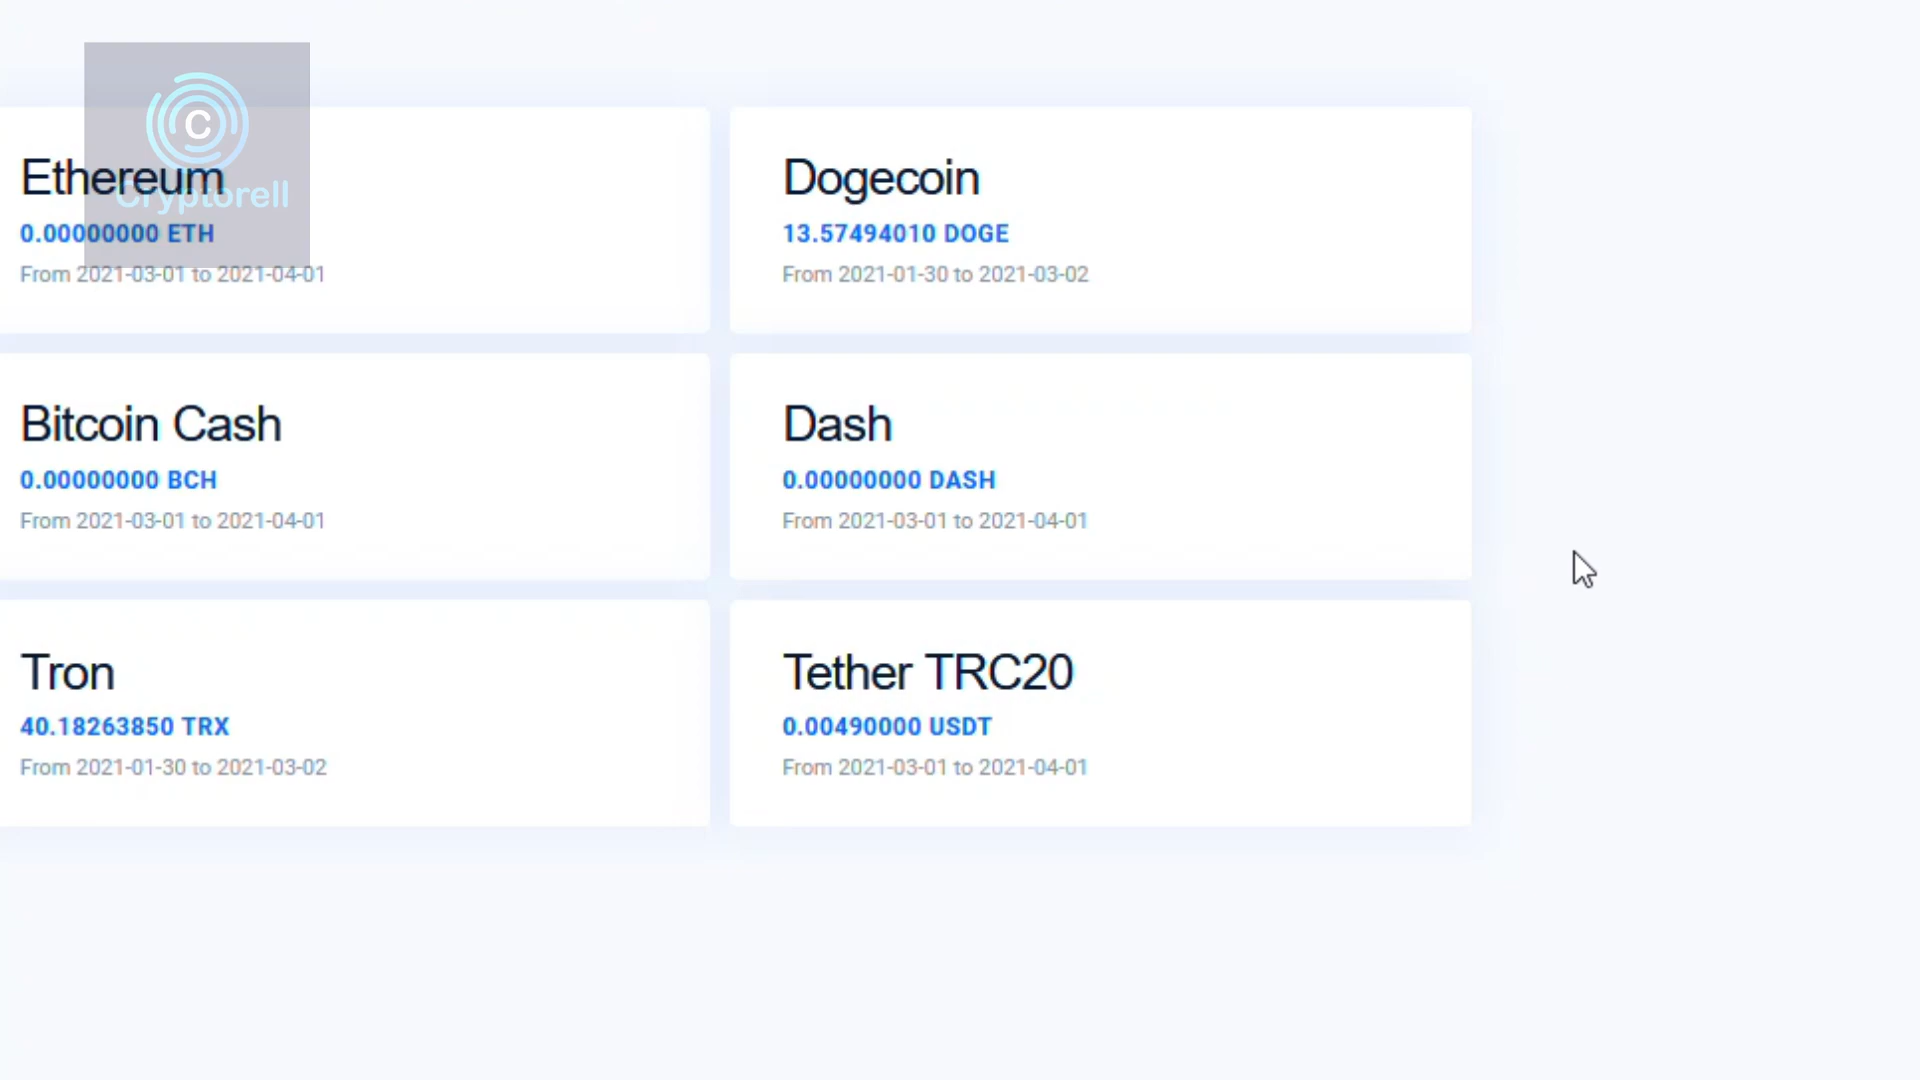 C
Cryptorell
Ethereum
0.00000000 ETH
From 2021-03-01 to 2021-04-01
Dogecoin
13.57494010 DOGE
From 2021-01-30 to 2021-03-02
Bitcoin Cash
0.00000000 BCH
From 2021-03-01 to 2021-04-01
Dash
0.00000000 DASH
From 2021-03-01 to 2021-04-01
Tron
40.18263850 TRX
From 2021-01-30 to 2021-03-02
Tether TRC20
0.00490000 USDT
From 2021-03-01 to 2021-04-01